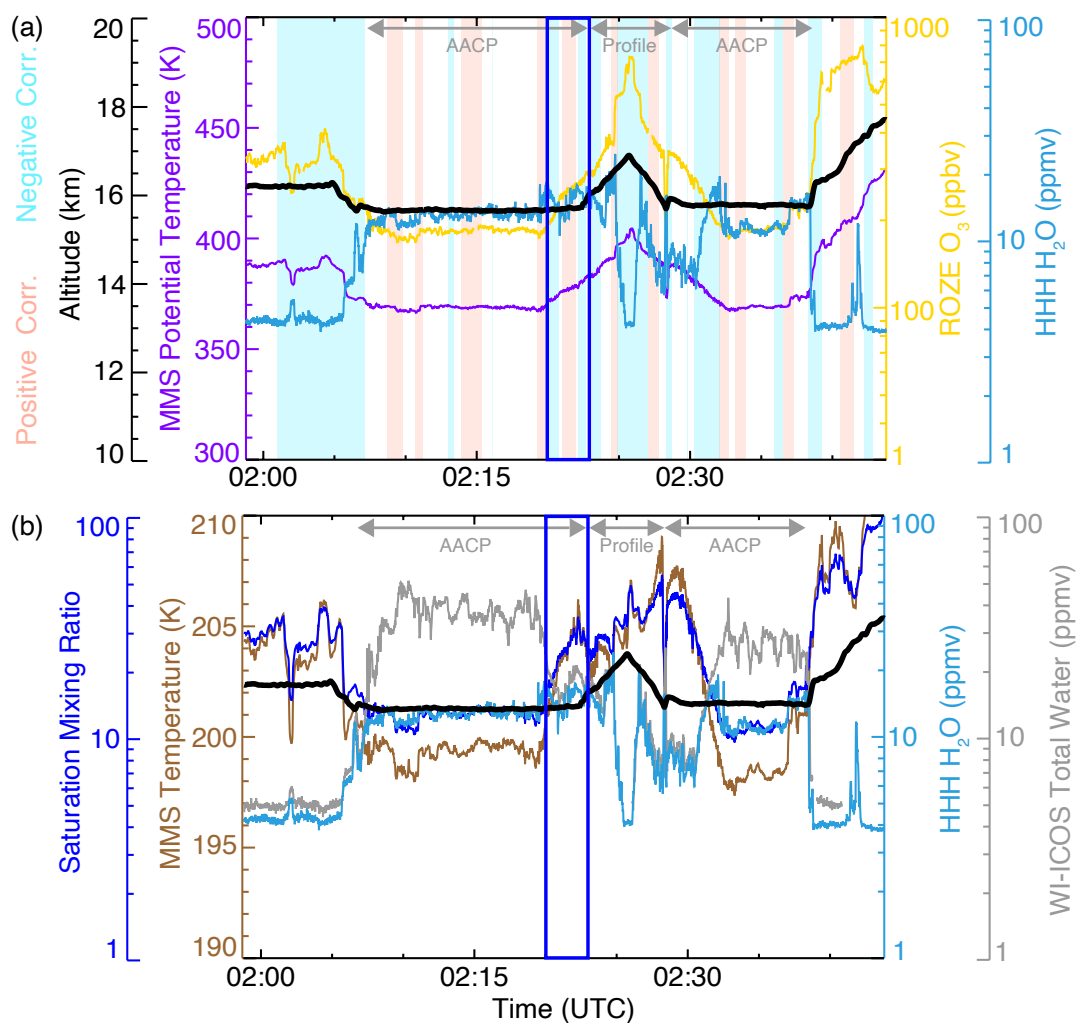 (a)
Positive Corr. Negative Corr.
Altitude (km)
20
18
16
14
12
10
MMS Potential Temperature (K)
500
450
400
350
300
AACP
Profile
AACP
1000
100
1
ROZE O3 (ppbv)
100
10
1
HHH H2O (ppmv)
02:00
02:15
02:30
(b)
Saturation Mixing Ratio
100
10
1
MMS Temperature (K)
210
205
200
195
190
AACP
Profile
AACP
100
10
1
HHH H2O (ppmv)
100
10
1
WI-ICOS Total Water (ppmv)
02:00
02:15
02:30
Time (UTC)